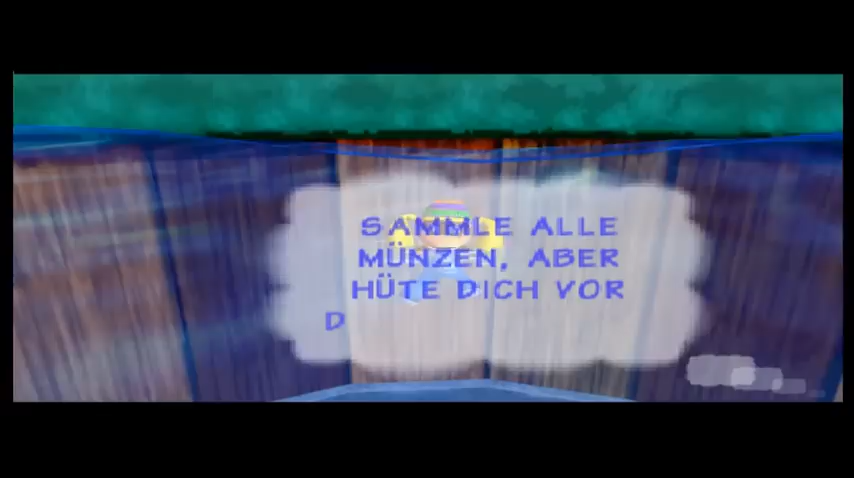 SAMMLE ALLE
MÜNZEN, ABER
HÜTE DICH VOR
D